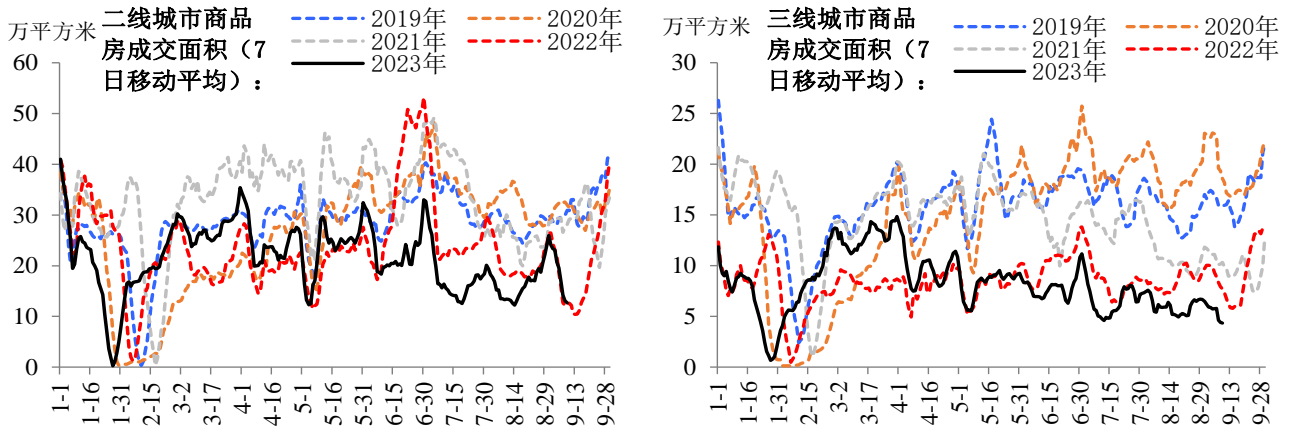 万平方米
二线城市商品
房成交面积（7
日移动平均）：
2019年
2020年
2021年
2022年
2023年
60
50
40
30
20
10
0
1-1
1-16
1-31
2-15
3-2
3-17
4-1
4-16
5-1
5-16
5-31
6-15
6-30
7-15
7-30
8-14
8-29
9-13
9-28
万平方米
三线城市商品
房成交面积（7
日移动平均）：
2019年
2020年
2021年
2022年
2023年
30
25
20
15
10
5
0
1-1
1-16
1-31
2-15
3-2
3-17
4-1
4-16
5-1
5-16
5-31
6-15
6-30
7-15
7-30
8-14
8-29
9-13
9-28